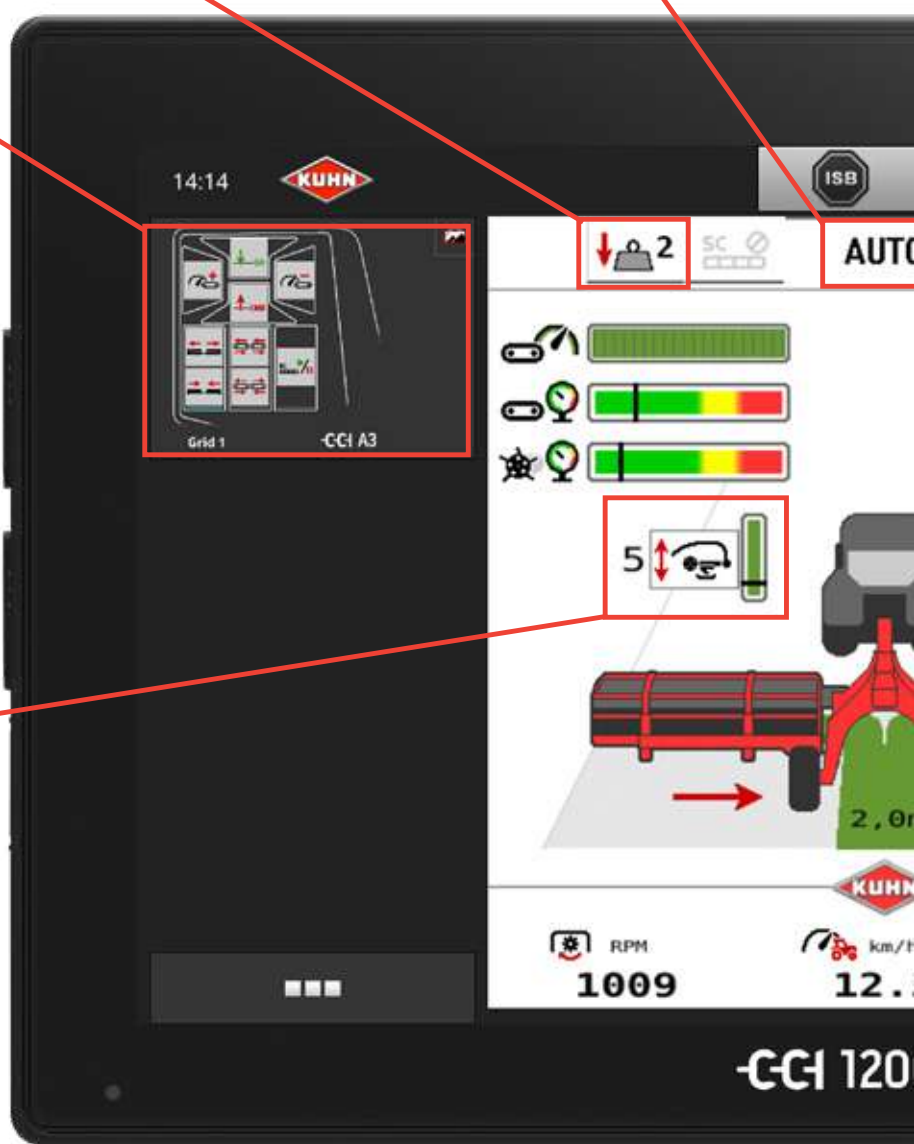 14:14
KUHN
ISB
2
SC
AUTO
Grid 1
CCI A3
5
2,0
KUHN
RPM
km/h
1009
12.
CCI 120